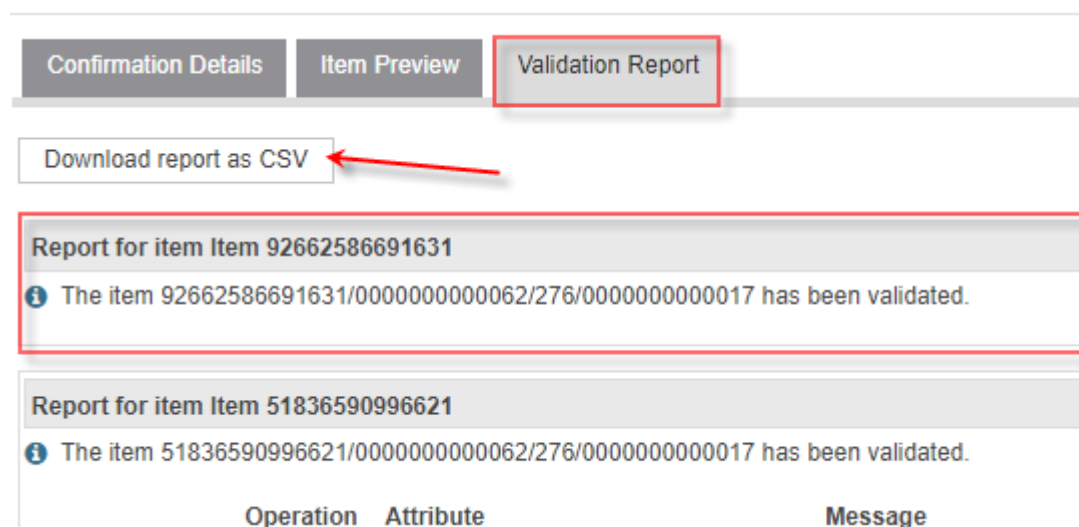 Confirmation Details Item Preview Validation Report
Download report as CSV
Report for item Item 92662586691631
The item 92662586691631/0000000000062/276/0000000000017 has been validated.
Report for item Item 51836590996621
The item 51836590996621/0000000000062/276/0000000000017 has been validated.
Operation Attribute Message